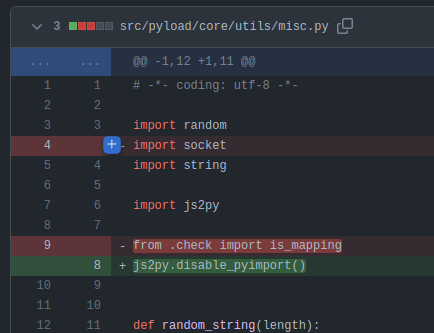 3 src/pyload/core/utils/misc.py
... ... @@ -1,12 +1,11 @@
1 1 # -*- coding: utf-8 -*-
2 2
3 3 import random
4 - import socket
5 4 import string
6 5
7 6 import js2py
8 7
9 - from .check import is_mapping
8 + js2py.disable_pyimport()
10 9
11 10
12 11 def random_string(length):